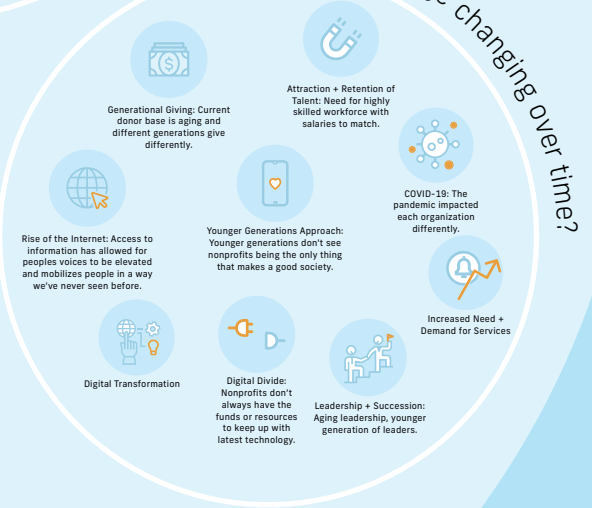 changing over time?
Generational Giving: Current
donor base is aging and
different generations give
differently.
Attraction + Retention of
Talent: Need for highly
skilled workforce with
salaries to match.
COVID-19: The
pandemic impacted
each organization
differently.
Rise of the Internet: Access to
information has allowed for
peoples voices to be elevated
and mobilizes people in a way
we've never seen before.
Younger Generations Approach:
Younger generations don't see
nonprofits being the only thing
that makes a good society.
Increased Need +
Demand for Services
Digital Transformation
Digital Divide:
Nonprofits don't
always have the
funds or resources
to keep up with
latest technology.
Leadership + Succession:
Aging leadership, younger
generation of leaders.